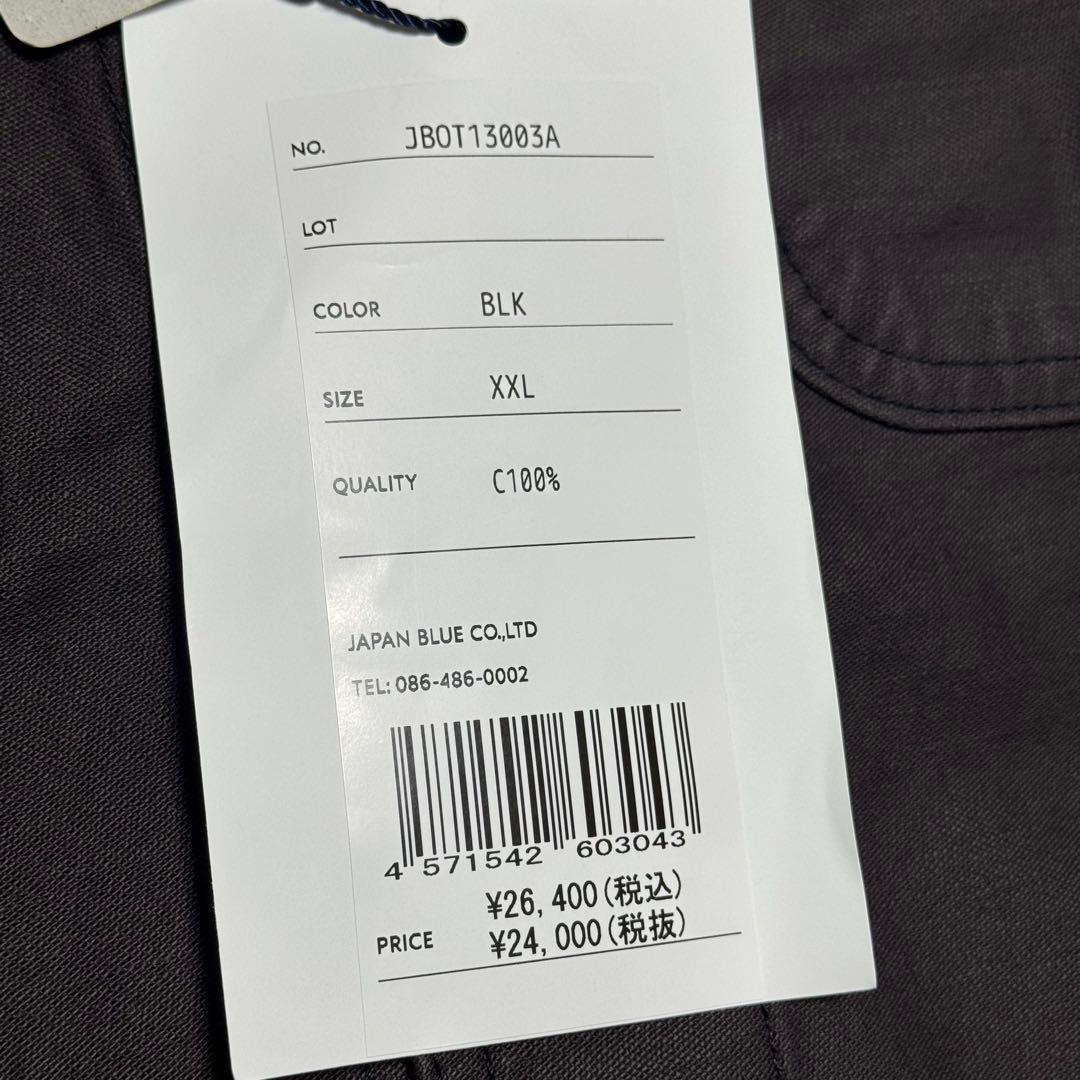 NO. JBOT13003A
LOT
COLOR BLK
SIZE XXL
QUALITY C100%
JAPAN BLUE CO.,LTD
TEL: 086-486-0002
4 571542 603043
¥26,400(税込)
PRICE ¥24,000(税抜)